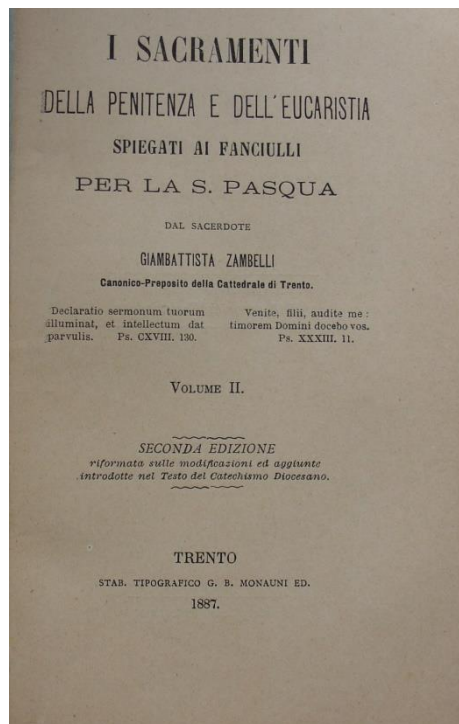 I SACRAMENTI
DELLA PENITENZA E DELL'EUCARISTIA
SPIEGATI AI FANCIULLI
PER LA S. PASQUA
DAL SACERDOTE
GIAMBATTISTA ZAMBELLI
Canonico-Preposito della Cattedrale di Trento.
Declaratio sermonum tuorum
illuminat, et intellectum dat
parvulis. Ps. CXVIII. 130.
Venite, filii, audite me:
timorem Domini docebo vos.
Ps. XXXIII. 11.
VOLUME II.
SECONDA EDIZIONE
riformata sulle modificazioni ed aggiunte
introdotte nel Testo del Catechismo Diocesano.
TRENTO
STAB. TIPOGRAFICO G. B. MONAUNI ED.
1887.